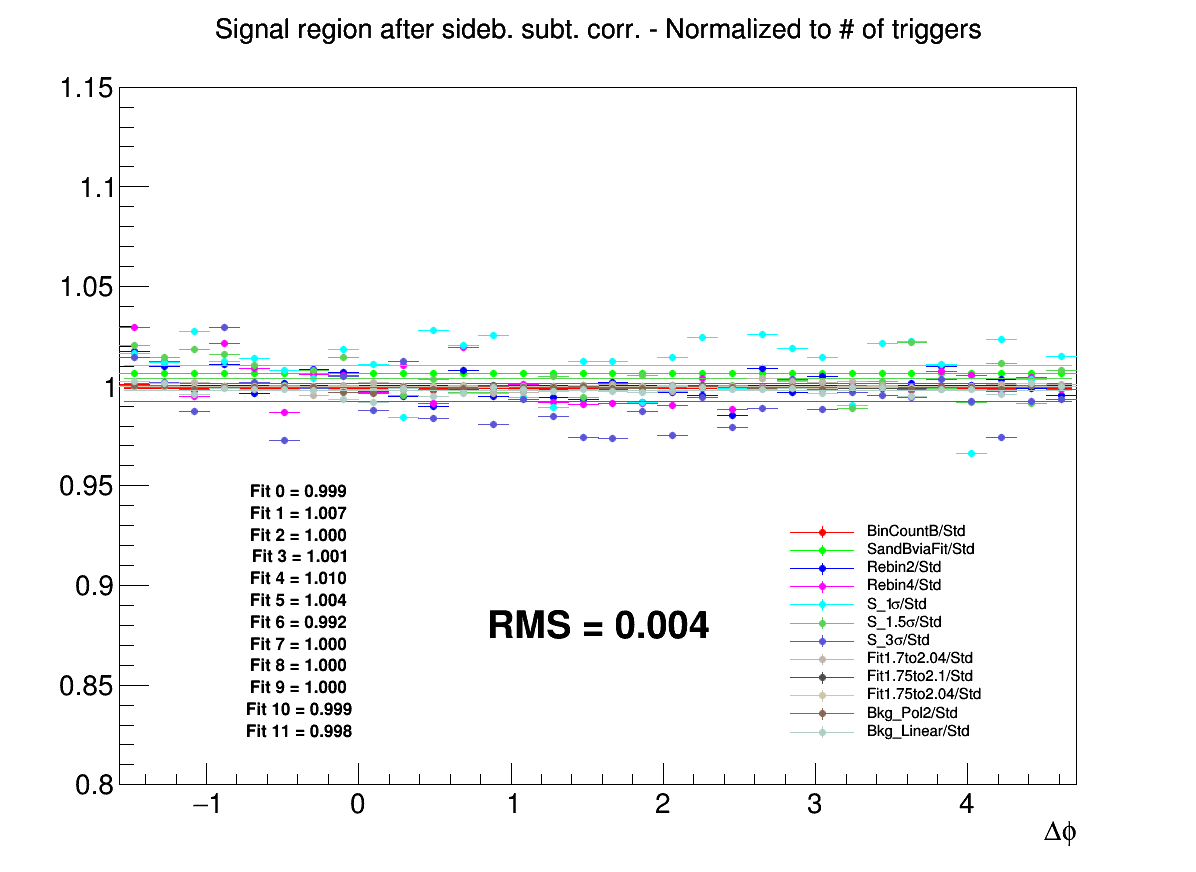 Signal region after sideb. subt. corr. - Normalized to # of triggers
1.15
1.1
1.05
1
0.95
0.9
0.85
0.8
Fit 0 = 0.999
Fit 1 = 1.007
Fit 2 = 1.000
Fit 3 = 1.001
Fit 4 = 1.010
Fit 5 = 1.004
Fit 6 = 0.992
Fit 7 = 1.000
Fit 8 = 1.000
Fit 9 = 1.000
Fit 10 = 0.999
Fit 11 = 0.998
RMS = 0.004
BinCountB/Std
SandBviaFit/Std
Rebin2/Std
Rebin4/Std
S_1σ/Std
S_1.5σ/Std
S_3σ/Std
Fit1.7to2.04/Std
Fit1.75to2.1/Std
Fit1.75to2.04/Std
Bkg_Pol2/Std
Bkg_Linear/Std
−1 0 1 2 3 4
Δϕ